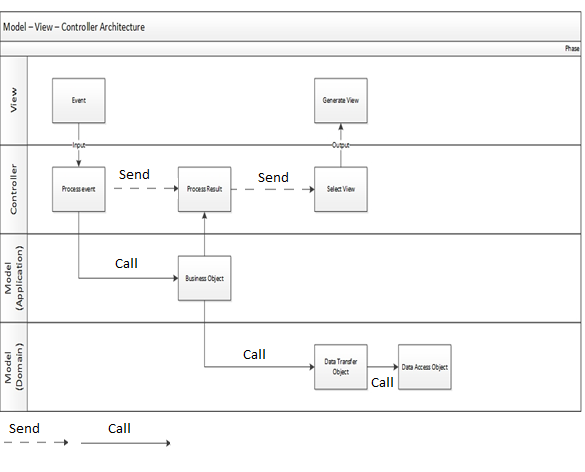 Model – View – Controller Architecture
Phase
View
Event
Generate View
Input
Output
Controller
Process event
Send
Process Result
Send
Select View
Model
(Application)
Call
Business Object
Model
(Domain)
Call
Data Transfer
Object
Call
Data Access Object
Send
Call